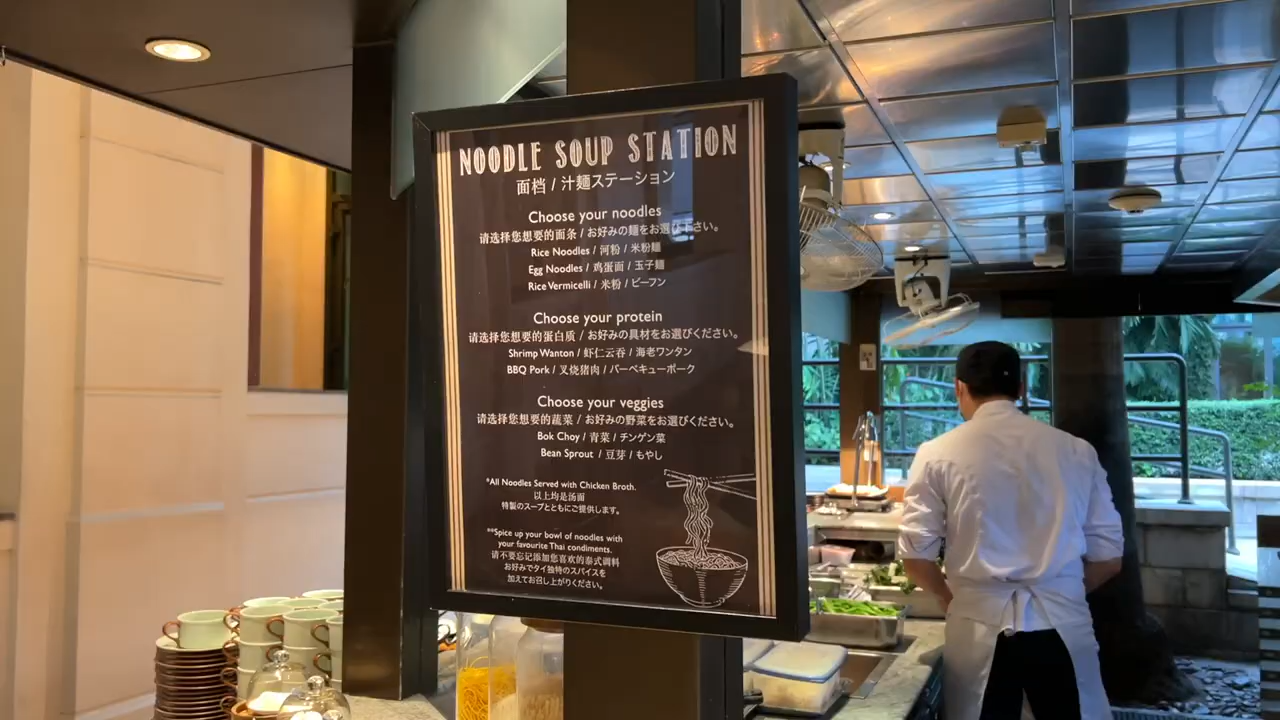 NOODLE SOUP STATION
面档 / 汁麺ステーション
Choose your noodles
请选择您想要的面条 / お好みの麺をお選び下さい。
Rice Noodles / 河粉 / 米粉麺
Egg Noodles / 鸡蛋面 / 玉子麺
Rice Vermicelli / 米粉 / ビーフン
Choose your protein
请选择您想要的蛋白质 / お好みの具材をお選びください。
Shrimp Wanton / 虾仁云吞 / 海老ワンタン
BBQ Pork / 叉烧猪肉 / バーベキューポーク
Choose your veggies
请选择您想要的蔬菜 / お好みの野菜をお選びください。
Bok Choy / 青菜 / チンゲン菜
Bean Sprout / 豆芽 / もやし
*All Noodles Served with Chicken Broth.
以上均是汤面
特製のスープとともにご提供します。
**Spice up your bowl of noodles with
your favourite Thai condiments.
请不要忘记添加您喜欢的泰式调料
お好みでタイ独特のスパイスを
加えてお召し上がりください。